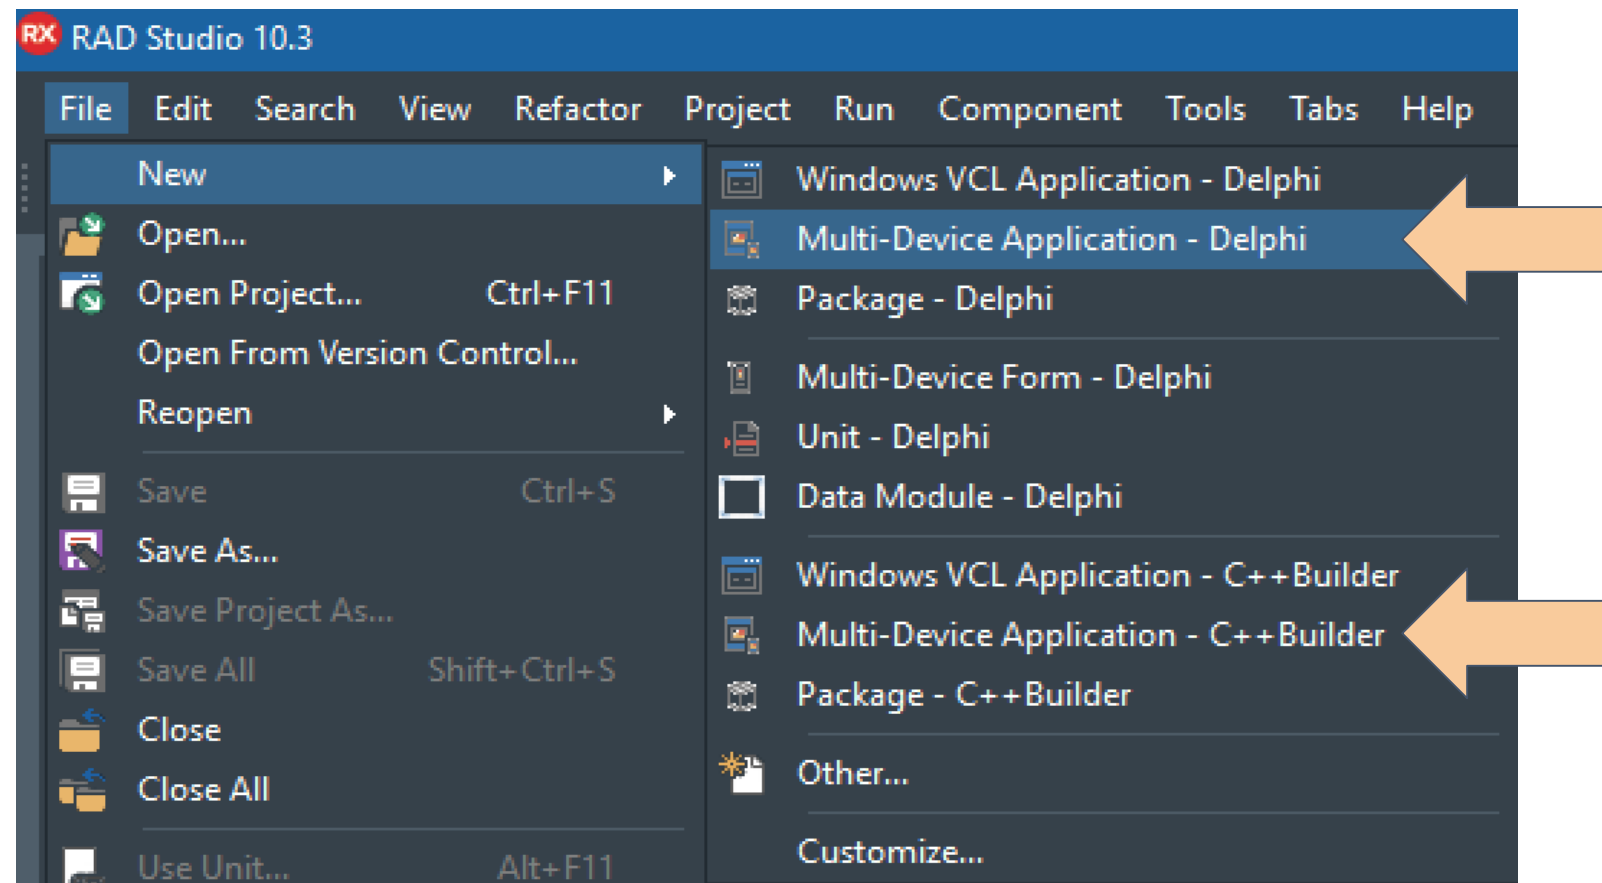 RX RAD Studio 10.3
File Edit Search View Refactor Project Run Component Tools Tabs Help
New
Open...
Open Project... Ctrl+F11
Open From Version Control...
Reopen
Save Ctrl+S
Save As...
Save Project As...
Save All Shift+Ctrl+S
Close
Close All
Use Unit... Alt+F11
Windows VCL Application - Delphi
Multi-Device Application - Delphi
Package - Delphi
Multi-Device Form - Delphi
Unit - Delphi
Data Module - Delphi
Windows VCL Application - C++Builder
Multi-Device Application - C++Builder
Package - C++Builder
Other...
Customize...